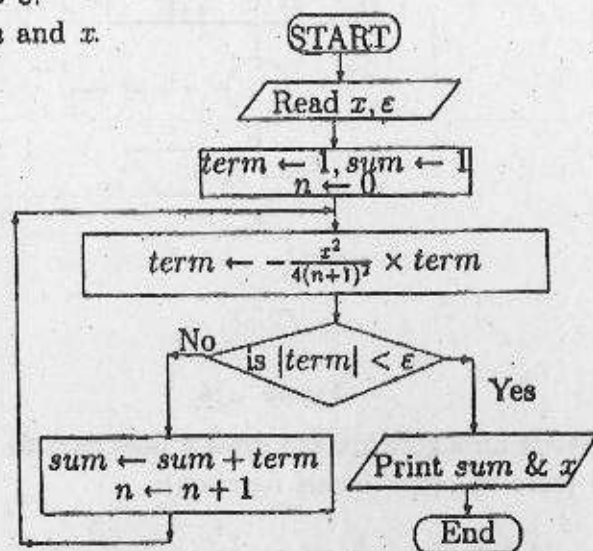 and x.
START
Read x, ε
term ← 1, sum ← 1
n ← 0
term ← − x²/4(n+1)² × term
No
is |term| < ε
Yes
sum ← sum + term
n ← n + 1
Print sum & x
End